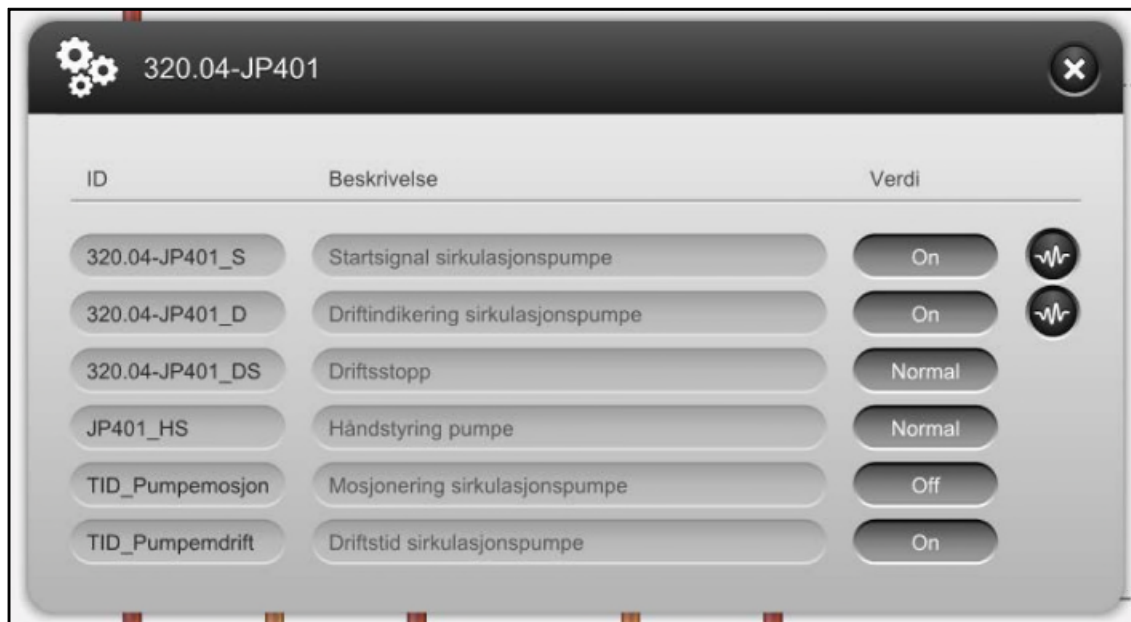 320.04-JP401
ID Beskrivelse Verdi
320.04-JP401_S Startsignal sirkulasjonspumpe On
320.04-JP401_D Driftindikering sirkulasjonspumpe On
320.04-JP401_DS Driftsstopp Normal
JP401_HS Håndstyring pumpe Normal
TID_Pumpemosjon Mosjonering sirkulasjonspumpe Off
TID_Pumpemdrift Driftstid sirkulasjonspumpe On